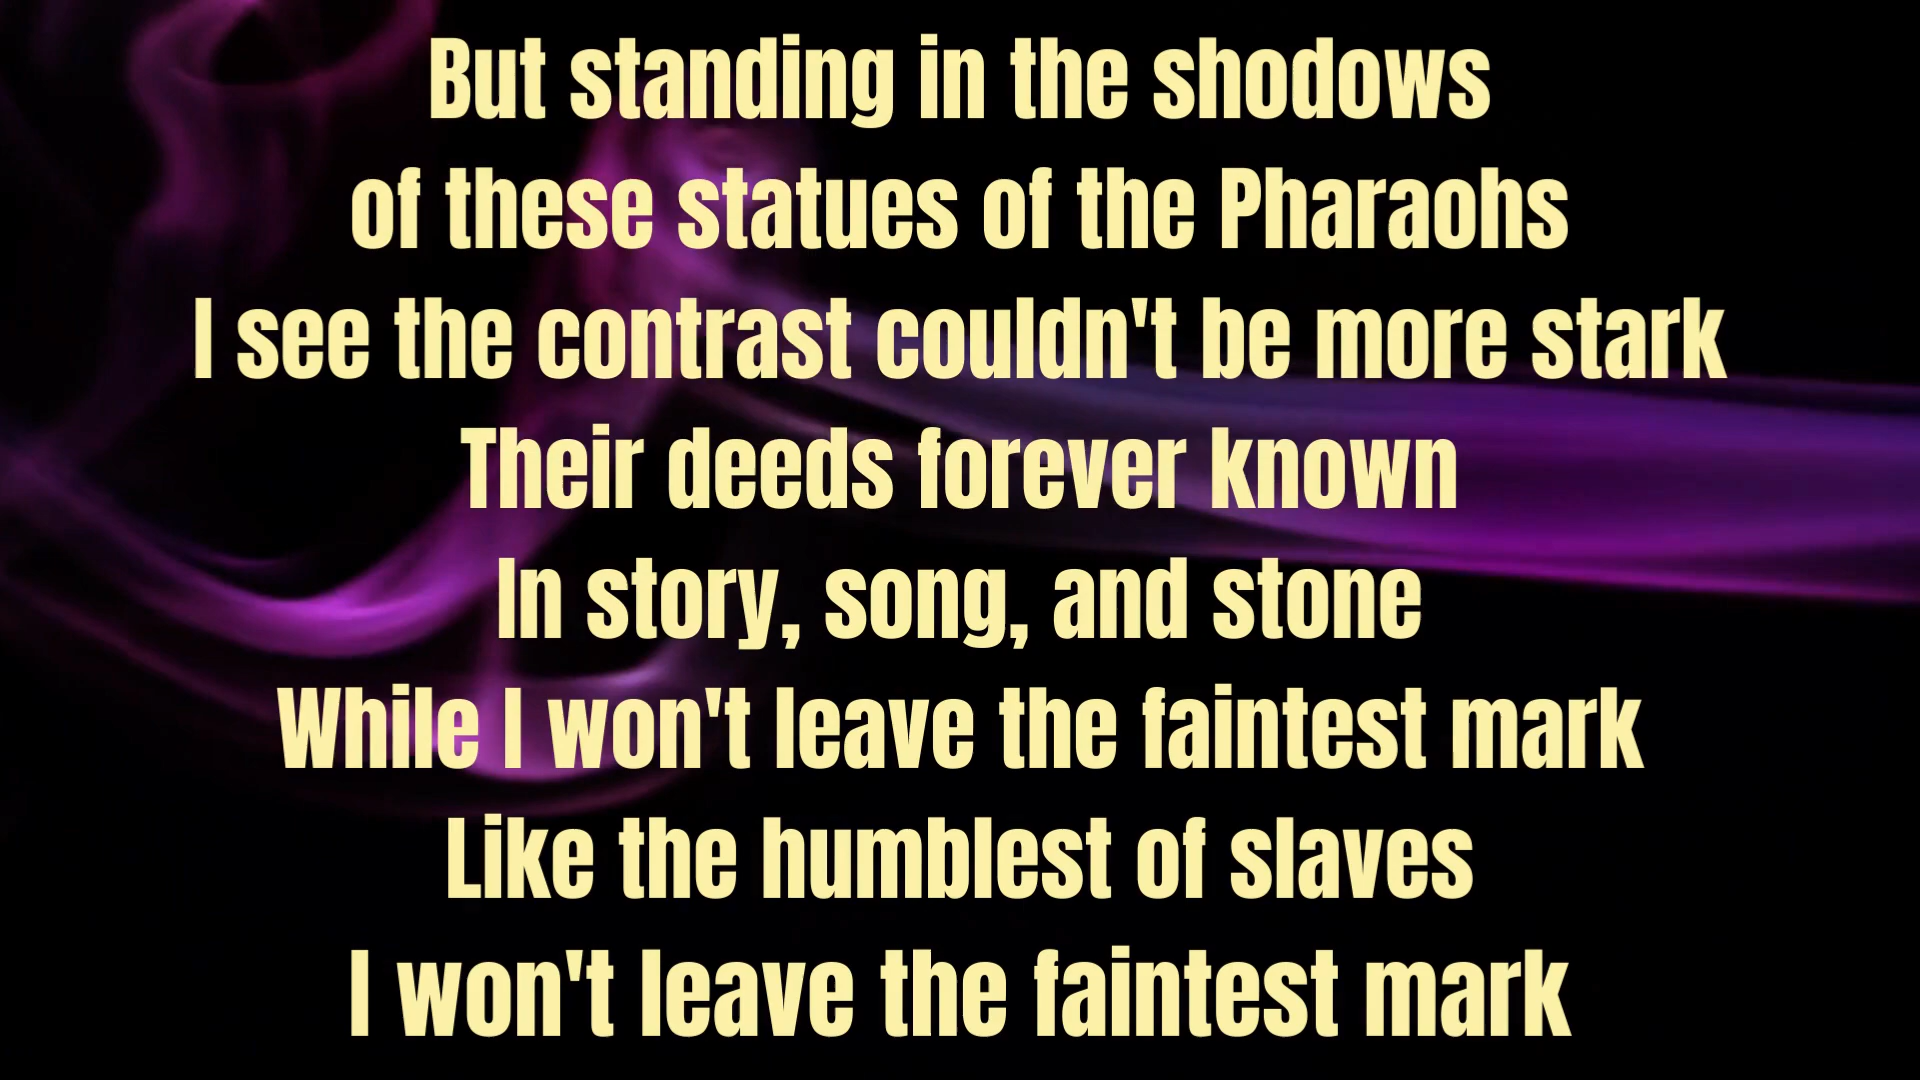 But standing in the shodows
of these statues of the Pharaohs
I see the contrast couldn't be more stark
Their deeds forever known
In story, song, and stone
While I won't leave the faintest mark
Like the humblest of slaves
I won't leave the faintest mark